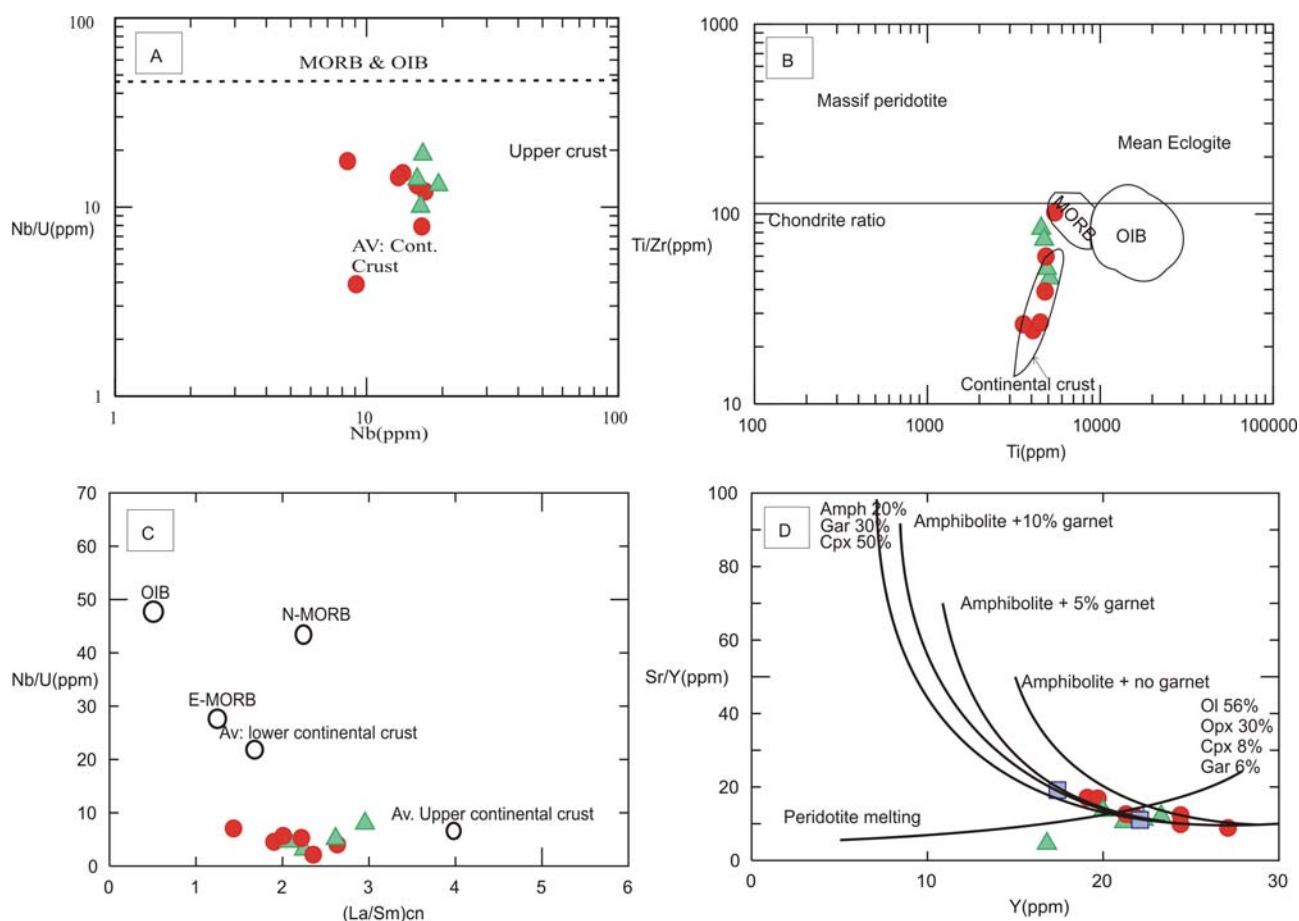 A
100
MORB & OIB
Upper crust
Nb/U(ppm)
10
AV: Cont.
Crust
1
1
10
100
Nb(ppm)
B
1000
Massif peridotite
Mean Eclogite
100
Chondrite ratio
MORB
OIB
Ti/Zr(ppm)
Continental crust
10
100
1000
10000
100000
Ti(ppm)
C
70
60
50
OIB
N-MORB
40
Nb/U(ppm)
30
E-MORB
Av: lower continental crust
20
10
Av. Upper continental crust
0
0
1
2
3
4
5
6
(La/Sm)cn
D
100
Amph 20%
Gar 30%
Cpx 50%
Amphibolite +10% garnet
80
Amphibolite + 5% garnet
60
Sr/Y(ppm)
Amphibolite + no garnet
40
Ol 56%
Opx 30%
Cpx 8%
Gar 6%
20
Peridotite melting
0
0
10
20
30
Y(ppm)